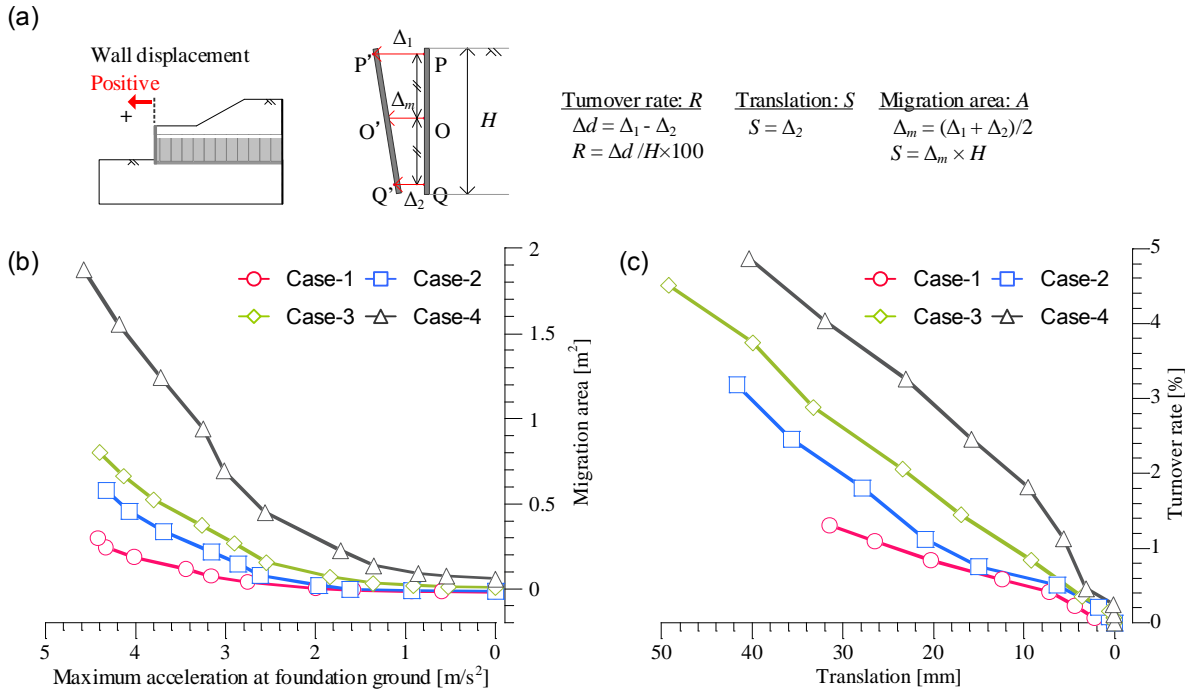 (a)
Wall displacement
Positive
+
Δ1
P' P
Δm
H
O' O
Q' Q
Δ2
Turnover rate: R
Δd = Δ1 - Δ2
R = Δd /H×100
Translation: S
S = Δ2
Migration area: A
Δm = (Δ1 + Δ2)/2
S = Δm × H
(b)
Case-1 Case-2
Case-3 Case-4
2
1.5
1
0.5
0
Migration area [m²]
5 4 3 2 1 0
Maximum acceleration at foundation ground [m/s²]
(c)
Case-1 Case-2
Case-3 Case-4
5
4
3
2
1
0
Turnover rate [%]
50 40 30 20 10 0
Translation [mm]